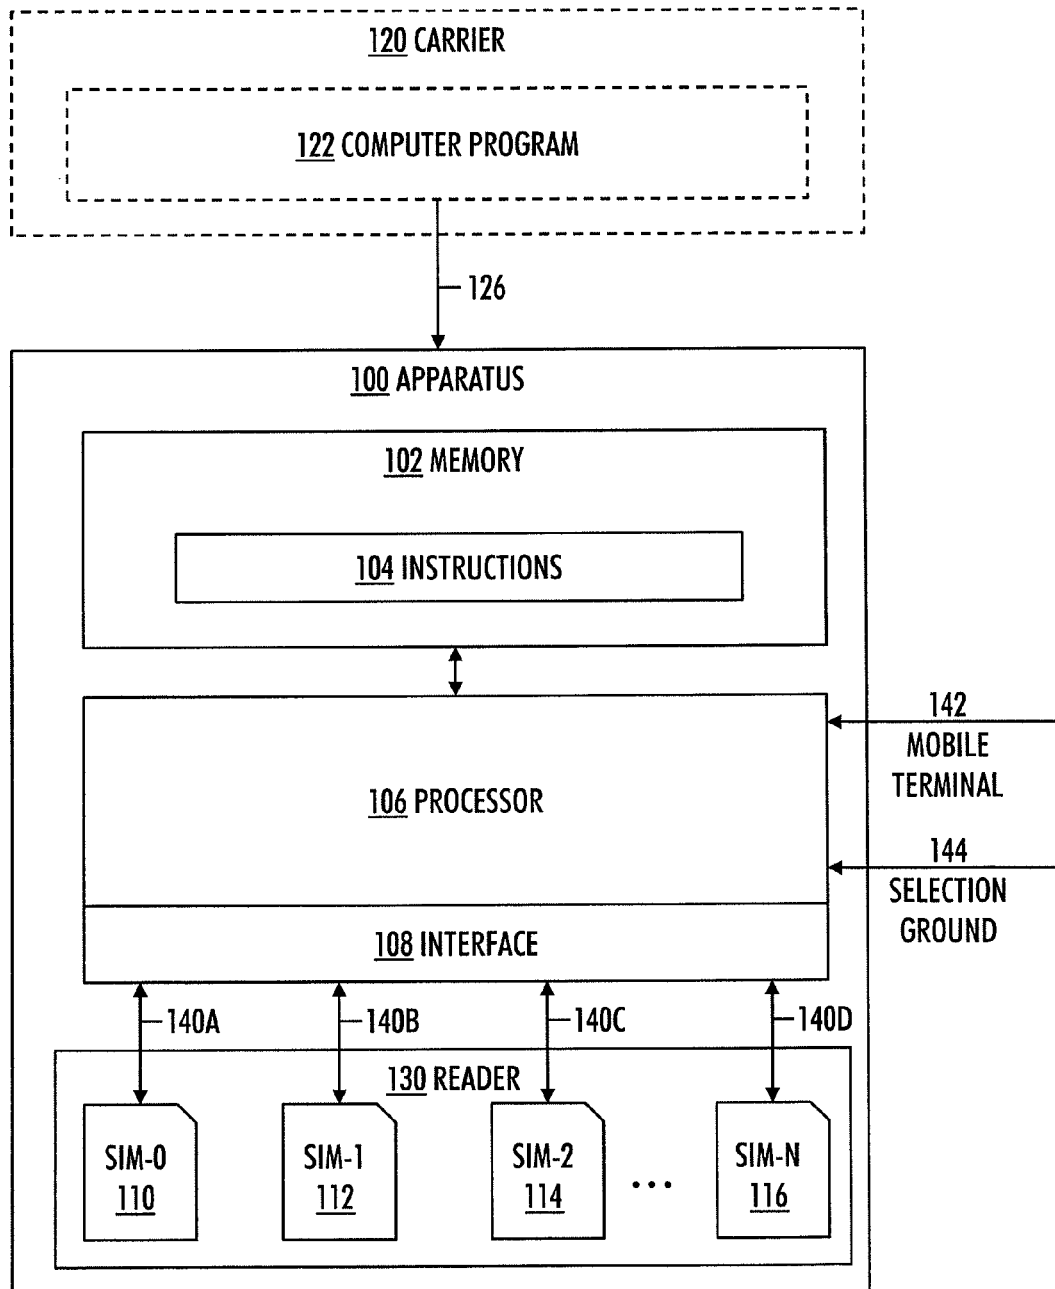 120 CARRIER
122 COMPUTER PROGRAM
126
100 APPARATUS
102 MEMORY
104 INSTRUCTIONS
142
MOBILE
TERMINAL
106 PROCESSOR
144
SELECTION
GROUND
108 INTERFACE
140A 140B 140C 140D
130 READER
SIM-0 SIM-1 SIM-2 SIM-N
110 112 114 ... 116